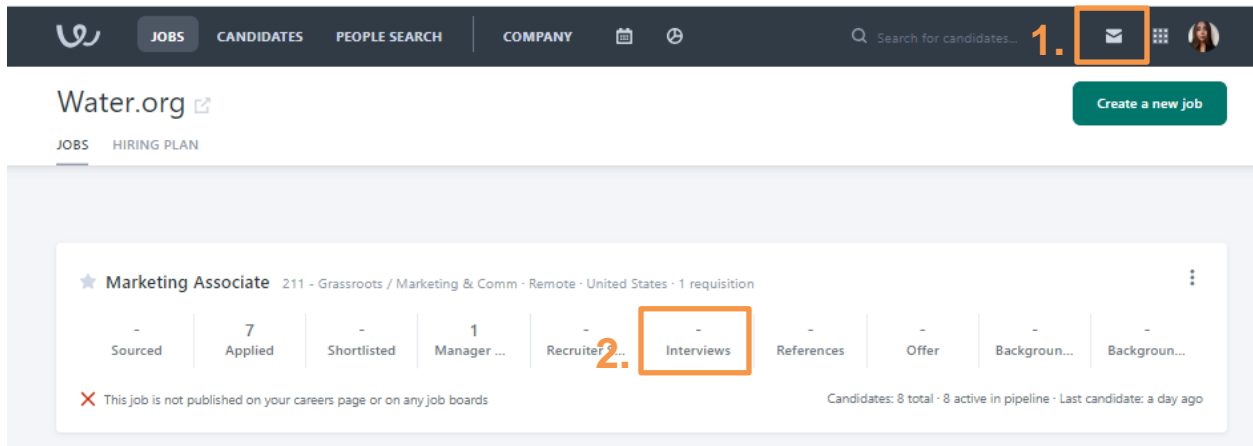 JOBS CANDIDATES PEOPLE SEARCH COMPANY Search for candidates... 1.
Water.org Create a new job
JOBS HIRING PLAN
Marketing Associate 211 - Grassroots / Marketing & Comm · Remote · United States · 1 requisition
- 7 - 1 - - - - - -
Sourced Applied Shortlisted Manager ... Recruiter S... 2. Interviews References Offer Backgroun... Backgroun...
This job is not published on your careers page or on any job boards Candidates: 8 total · 8 active in pipeline · Last candidate: a day ago